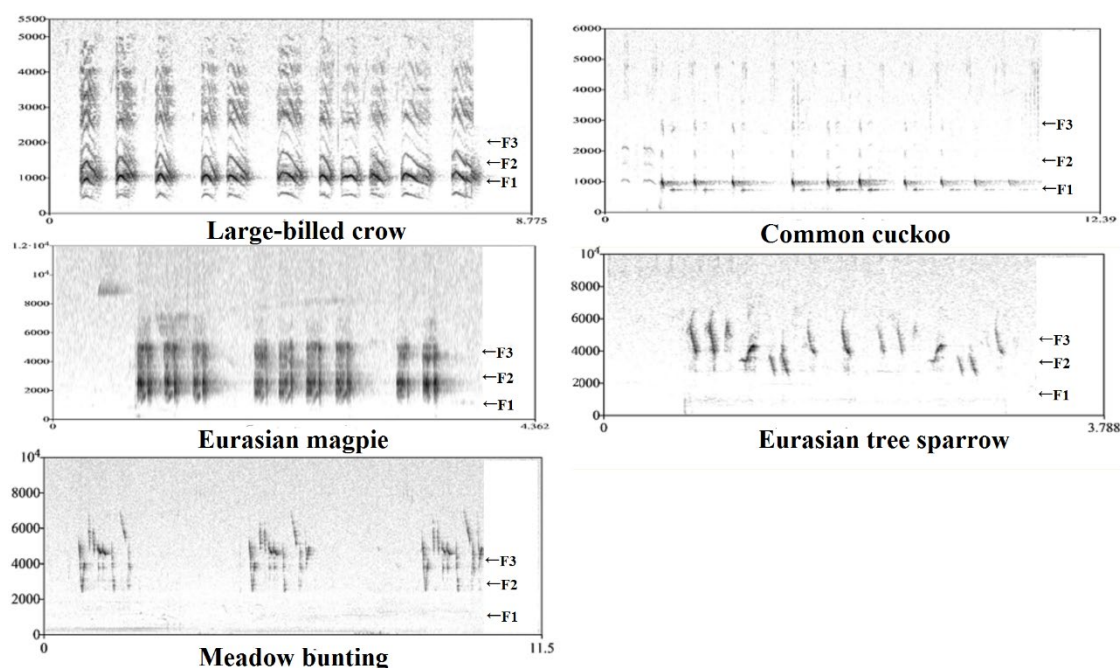 5500
5000
4000
3000
2000
1000
0
0
8.775
←F3
←F2
←F1
Large-billed crow
6000
5000
4000
3000
2000
1000
0
0
12.39
←F3
←F2
←F1
Common cuckoo
1.2·10⁴
10⁴
8000
6000
4000
2000
0
0
4.362
←F3
←F2
←F1
Eurasian magpie
10⁴
8000
6000
4000
2000
0
0
3.788
←F3
←F2
←F1
Eurasian tree sparrow
10⁴
8000
6000
4000
2000
0
0
11.5
←F3
←F2
←F1
Meadow bunting